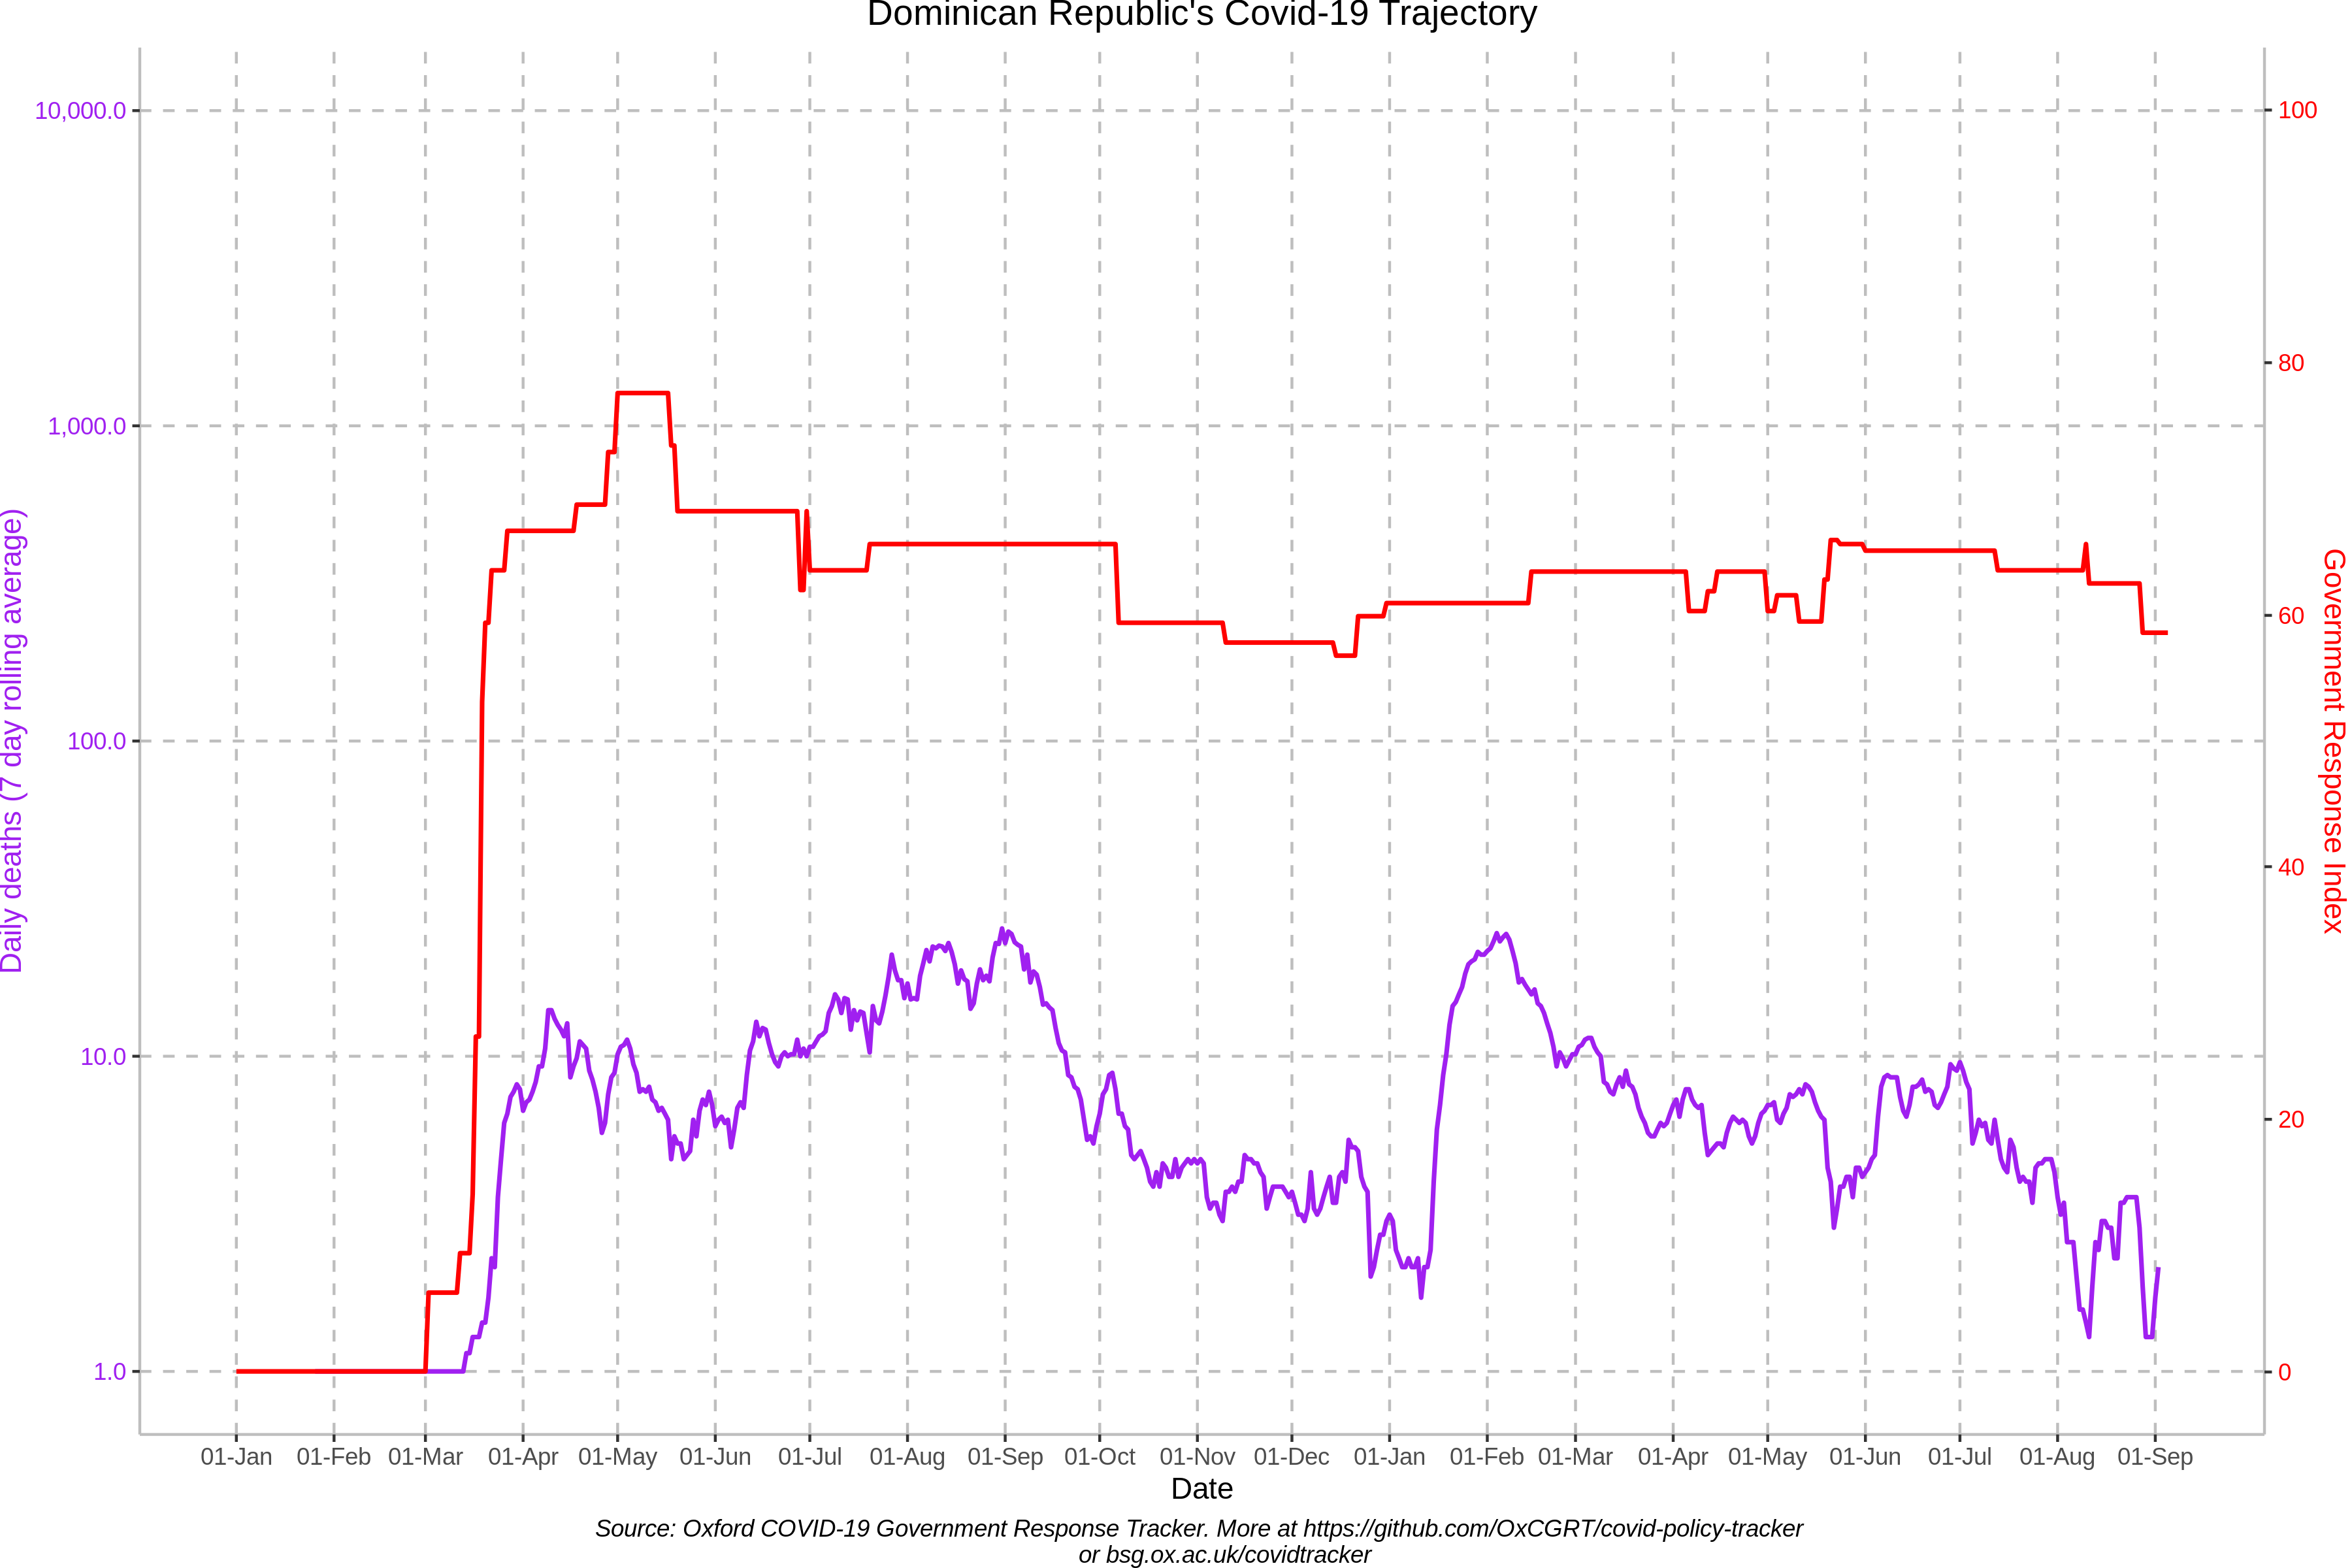 Dominican Republic's Covid-19 Trajectory
10,000.0
1,000.0
100.0
10.0
1.0
Daily deaths (7 day rolling average)
100
80
60
40
20
0
Government Response Index
01-Jan 01-Feb 01-Mar 01-Apr 01-May 01-Jun 01-Jul 01-Aug 01-Sep 01-Oct 01-Nov 01-Dec 01-Jan 01-Feb 01-Mar 01-Apr 01-May 01-Jun 01-Jul 01-Aug 01-Sep
Date
Source: Oxford COVID-19 Government Response Tracker. More at https://github.com/OxCGRT/covid-policy-tracker
or bsg.ox.ac.uk/covidtracker